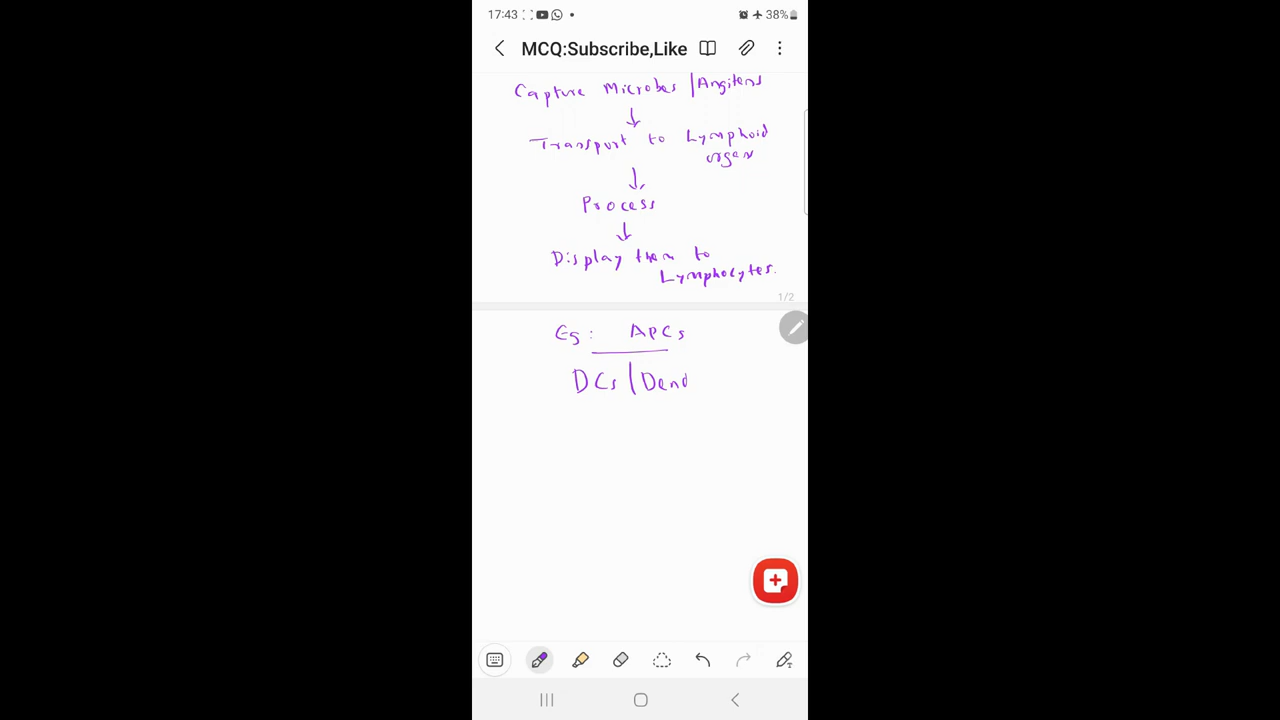 17:43 38%
MCQ:Subscribe,Like
Capture Microbes |Angitens
Transport to Lymphoid
organ
Process
Display them to
Lymphocytes.
1/2
Eg: APCs
DCs |Dend